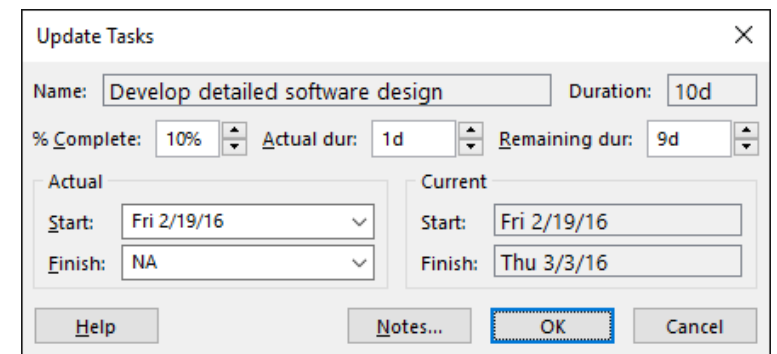 Update Tasks
Name: Develop detailed software design Duration: 10d
% Complete: 10% Actual dur: 1d Remaining dur: 9d
Actual Current
Start: Fri 2/19/16 Start: Fri 2/19/16
Finish: NA Finish: Thu 3/3/16
Help Notes... OK Cancel